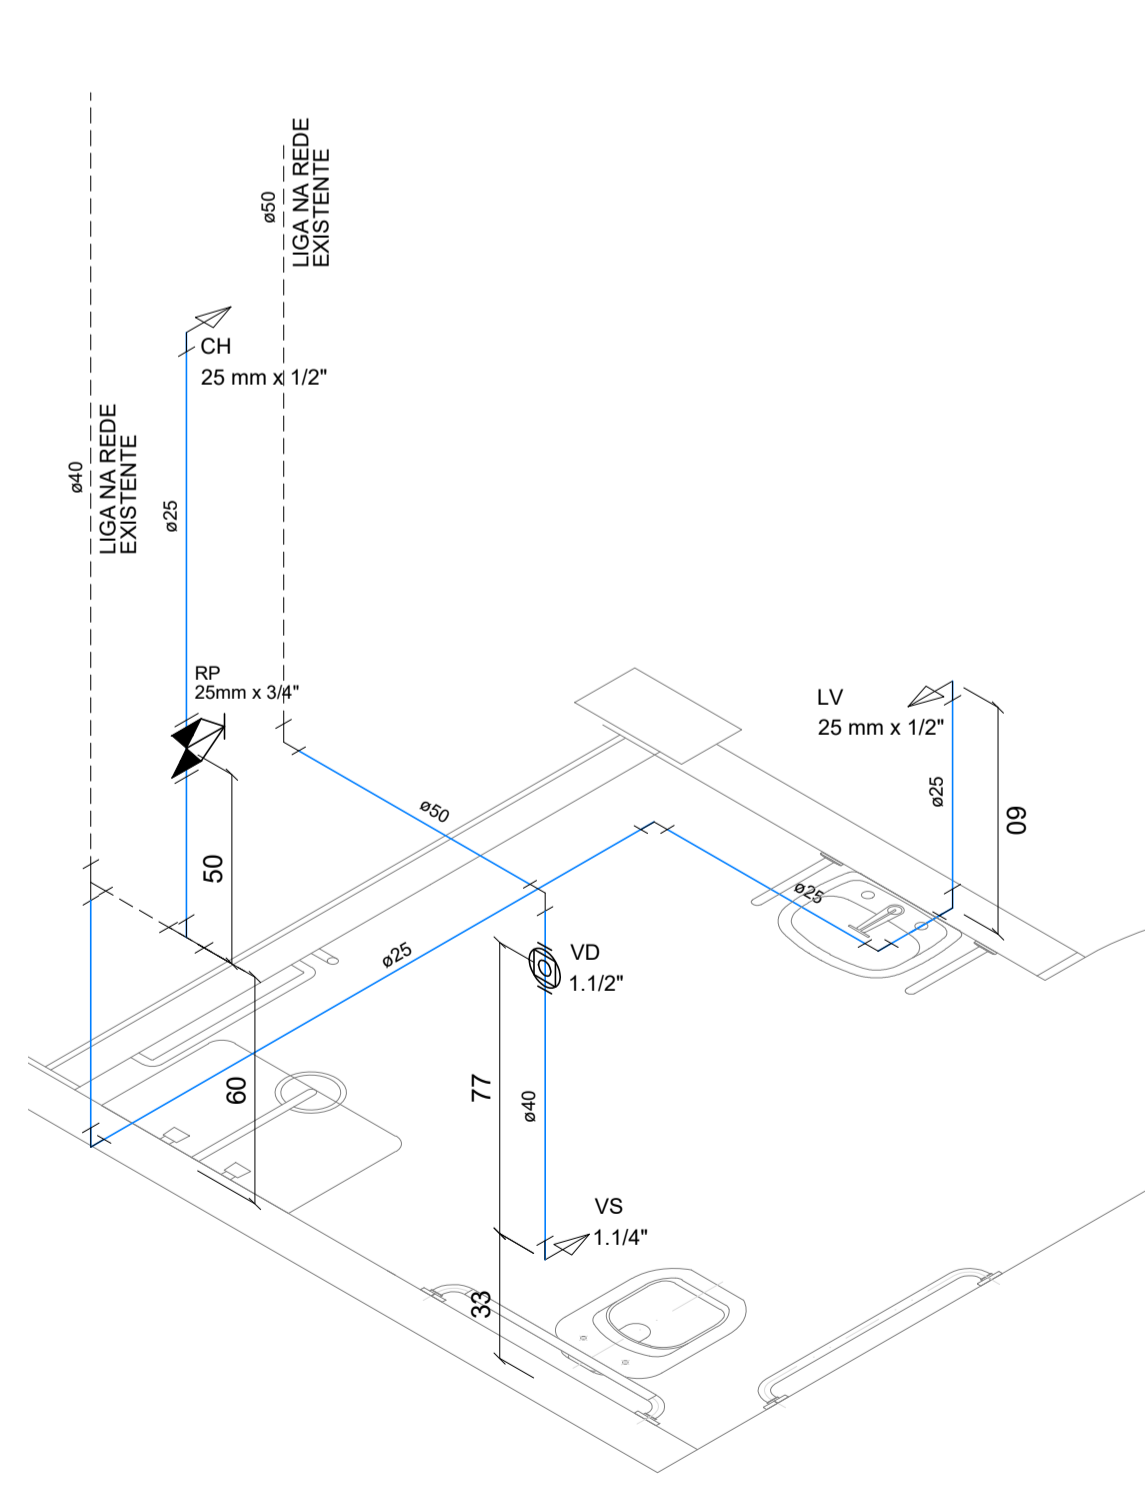 ø50
LIGA NA REDE
EXISTENTE
CH
25 mm x 1/2"
ø40
LIGA NA REDE
EXISTENTE
ø25
RP
25mm x 3/4"
LV
25 mm x 1/2"
ø25
60
ø50
50
ø25
ø25
VD
1.1/2"
60
77
ø40
VS
1.1/4"
33